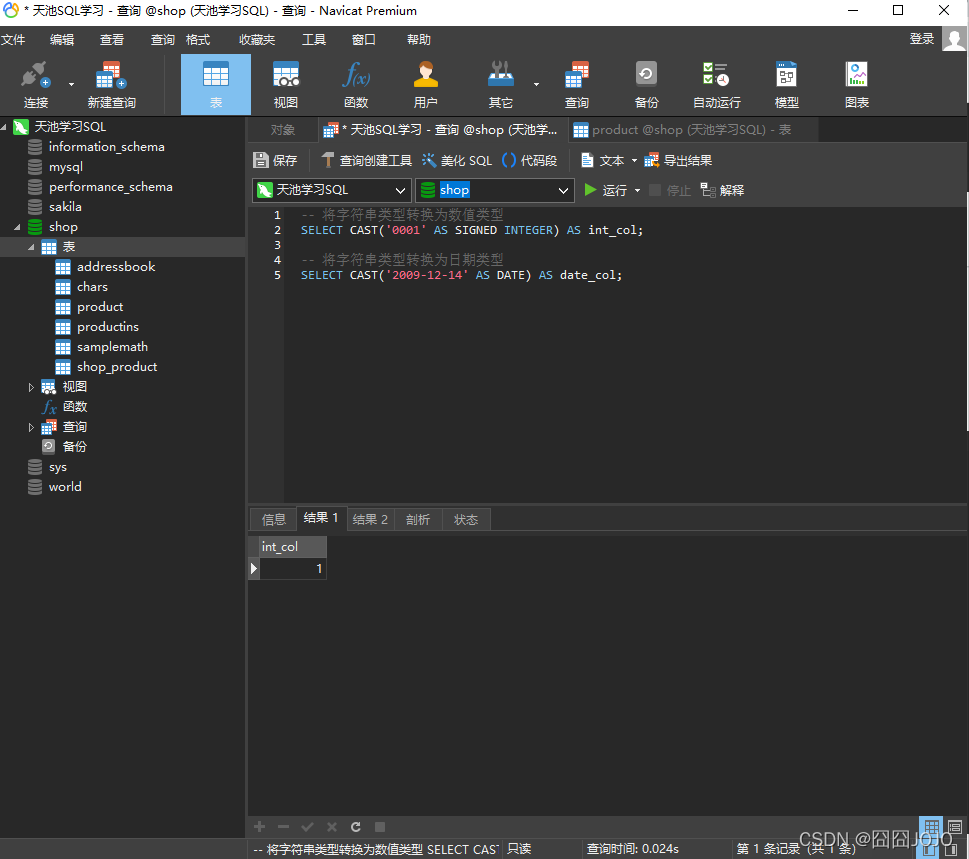 * 天池SQL学习 - 查询 @shop (天池学习SQL) - 查询 - Navicat Premium
文件 编辑 查看 查询 格式 收藏夹 工具 窗口 帮助 登录
连接 新建查询 表 视图 函数 用户 其它 查询 备份 自动运行 模型 图表
天池学习SQL
information_schema
mysql
performance_schema
sakila
shop
表
addressbook
chars
product
productins
samplemath
shop_product
视图
函数
查询
备份
sys
world
对象 * 天池SQL学习 - 查询 @shop (天池学... product @shop (天池学习SQL) - 表
保存 查询创建工具 美化 SQL () 代码段 文本 导出结果
天池学习SQL shop 运行 停止 解释
1 -- 将字符串类型转换为数值类型
2 SELECT CAST('0001' AS SIGNED INTEGER) AS int_col;
3
4 -- 将字符串类型转换为日期类型
5 SELECT CAST('2009-12-14' AS DATE) AS date_col;
信息 结果 1 结果 2 剖析 状态
int_col
1
-- 将字符串类型转换为数值类型 SELECT CAST 只读 查询时间: 0.024s 第 1 条记录 (共 1 条)
CSDN @囧囧JOJO